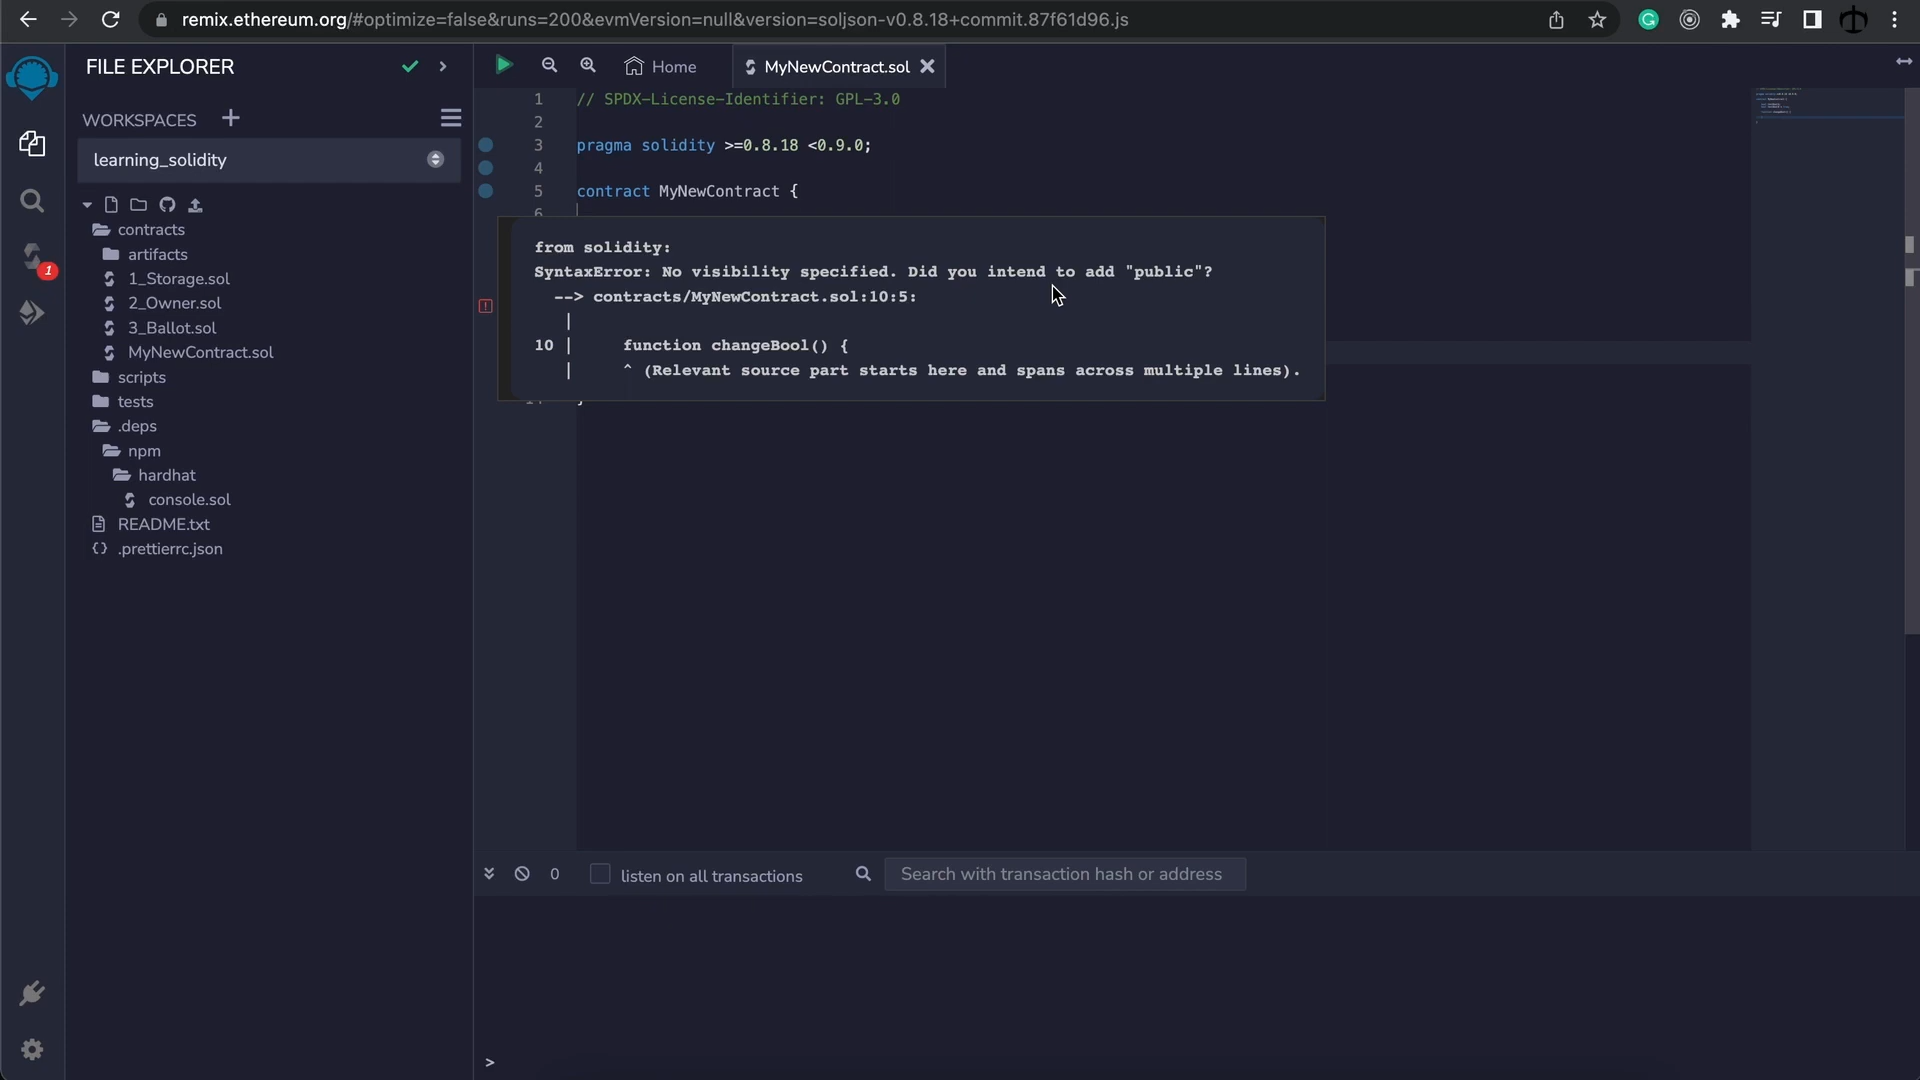 remix.ethereum.org/#optimize=false&runs=200&evmVersion=null&version=soljson-v0.8.18+commit.87f61d96.js
FILE EXPLORER
WORKSPACES
learning_solidity
contracts
artifacts
1_Storage.sol
2_Owner.sol
3_Ballot.sol
MyNewContract.sol
scripts
tests
.deps
npm
hardhat
console.sol
README.txt
.prettierrc.json
1
Home
MyNewContract.sol
1 // SPDX-License-Identifier: GPL-3.0
2
3 pragma solidity >=0.8.18 <0.9.0;
4
5 contract MyNewContract {
6
from solidity:
SyntaxError: No visibility specified. Did you intend to add "public"?
--> contracts/MyNewContract.sol:10:5:
|
10 | function changeBool() {
| ^ (Relevant source part starts here and spans across multiple lines).
0
listen on all transactions
Search with transaction hash or address
>